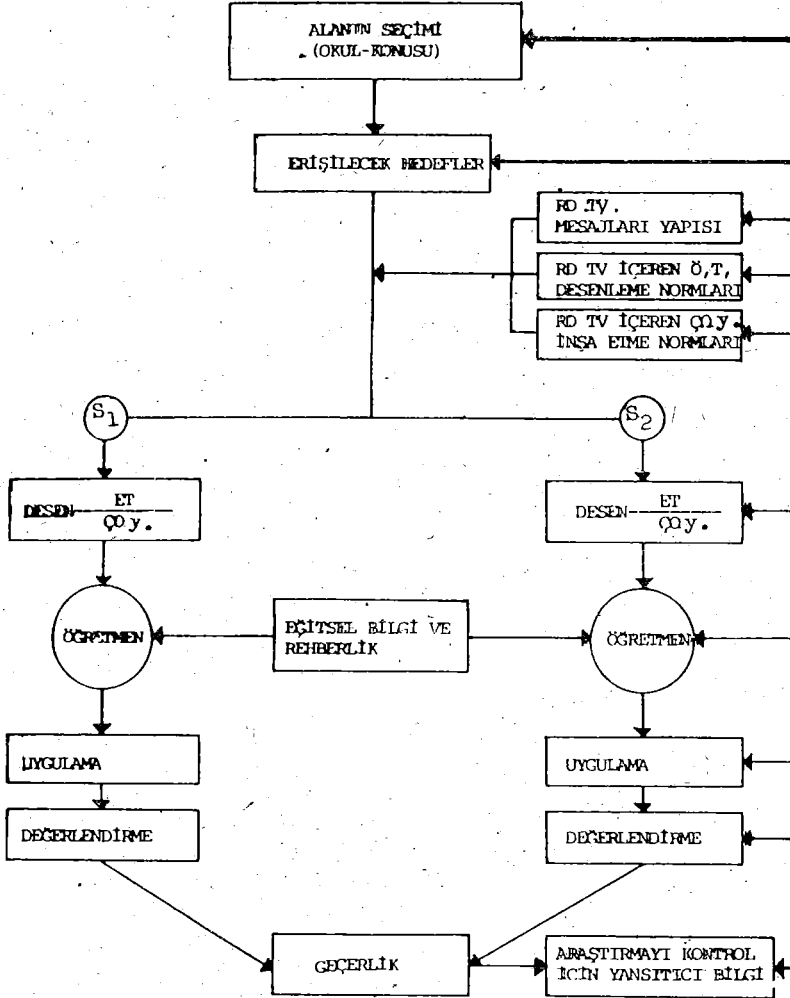 ALANIN SEÇİMİ
(OKUL-KONUSU)
ERİŞİLECEK HEDEFLER
RD TV.
MESAJLARI YAPISI
RD TV İÇEREN Ö,T,
DESENLEME NORMLARI
RD TV İÇEREN ÇO y.
İNŞA ETME NORMLARI
S1
S2
DESEN ET
ÇO y.
DESEN ET
ÇO y.
ÖĞRETMEN
EĞİTSEL BİLGİ VE
REHBERLİK
ÖĞRETMEN
UYGULAMA
UYGULAMA
DEĞERLENDİRME
DEĞERLENDİRME
GEÇERLİK
ARAŞTIRMAYI KONTROL
İCİN YANSITICI BİLGİ